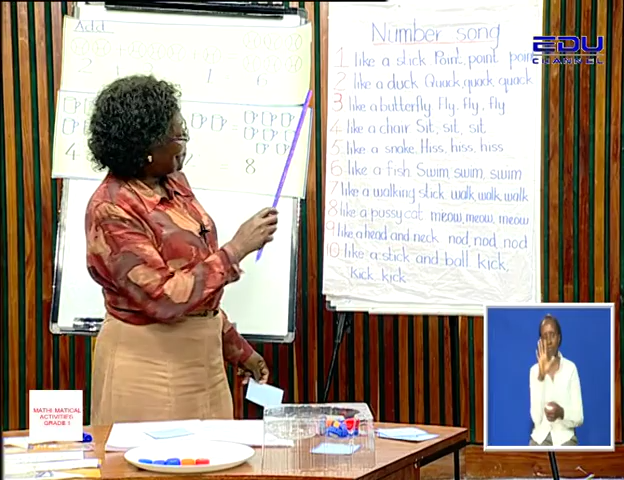 Add
2 + 1 6
4 8
Number song
1 like a stick Point, point, point
2 like a duck Quack, quack, quack
3 like a butterfly Fly, Fly, Fly
4 like a chair Sit, sit, sit
5 like a snake Hiss, hiss, hiss
6 like a fish Swim, swim, swim
7 like a walking stick walk, walk, walk
8 like a pussy cat meow, meow, meow
9 like a head and neck nod, nod, nod
10 like a stick and ball kick,
kick, kick
EDU
CHANNEL
MATHEMATICAL
ACTIVITIES
GRADE 1